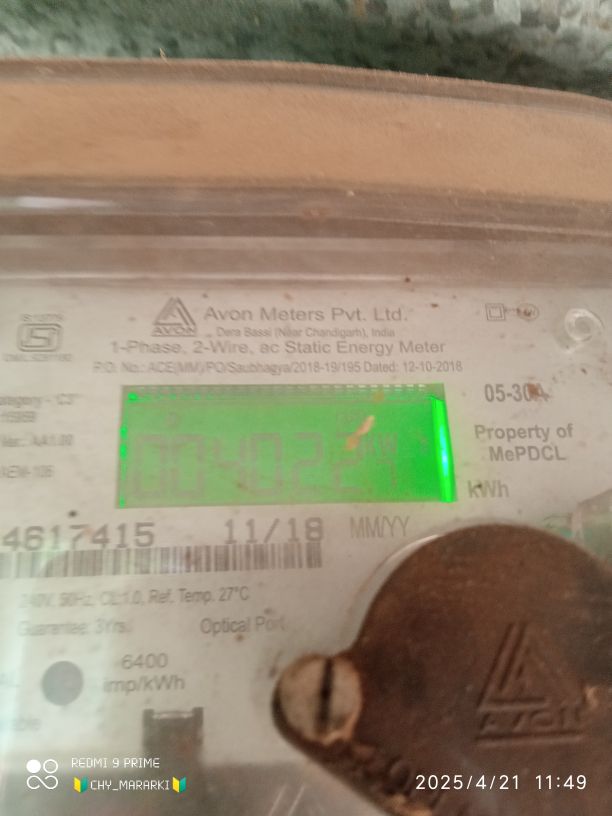 Avon Meters Pvt. Ltd.
AVON
Dera Bassi (Near Chandigarh), India
1-Phase, 2-Wire, ac Static Energy Meter
P.O. No.: ACE(MM)/PO/Saubhagya/2018-19/195 Dated: 12-10-2018
05-30A
Property of
MePDCL
kWh
4617415 11/18 MM/YY
240V, 50Hz, Cl.1.0, Ref. Temp. 27°C
Guarantee: 3Yrs. Optical Port
6400
imp/kWh
AVON
REDMI 9 PRIME
CHY_MARARKI
2025/4/21 11:49